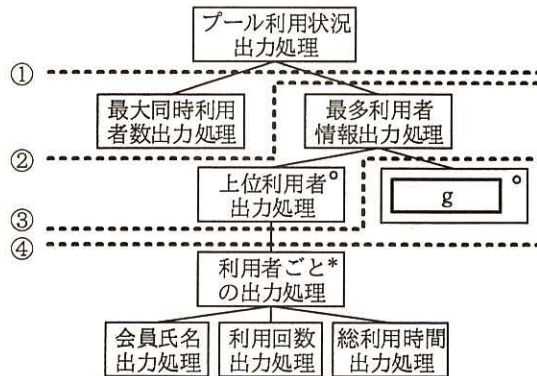 プール利用状況
出力処理
①
最大同時利用
者数出力処理
最多利用者
情報出力処理
②
上位利用者°
出力処理
g
°
③
④
利用者ごと*
の出力処理
会員氏名
出力処理
利用回数
出力処理
総利用時間
出力処理